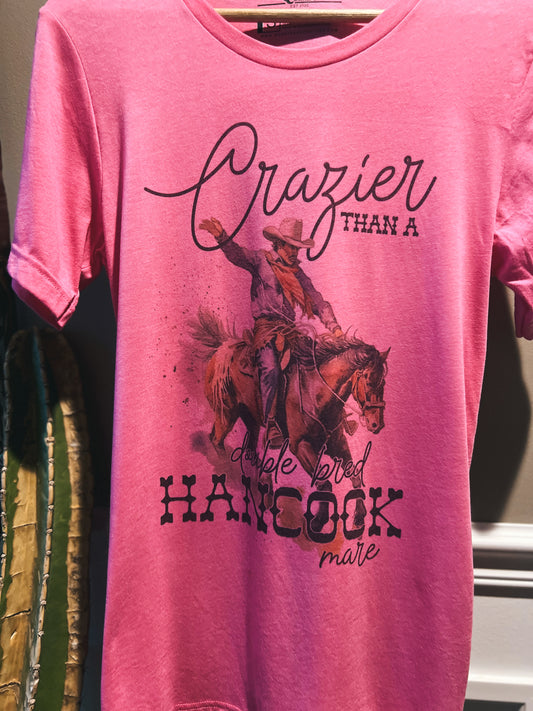 Crazier
THAN A
double bred
HANCOCK
mare